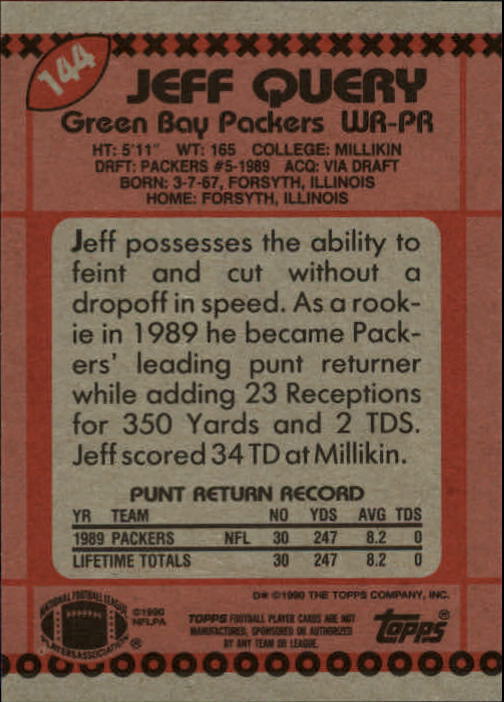 144
JEFF QUERY
Green Bay Packers WR-PR
HT: 5'11" WT: 165 COLLEGE: MILLIKIN
DRFT: PACKERS #5-1989 ACQ: VIA DRAFT
BORN: 3-7-67, FORSYTH, ILLINOIS
HOME: FORSYTH, ILLINOIS
Jeff possesses the ability to
feint and cut without a
dropoff in speed. As a rook-
ie in 1989 he became Pack-
ers' leading punt returner
while adding 23 Receptions
for 350 Yards and 2 TDS.
Jeff scored 34 TD at Millikin.
PUNT RETURN RECORD
YR TEAM NO YDS AVG TDS
1989 PACKERS NFL 30 247 8.2 0
LIFETIME TOTALS 30 247 8.2 0
D* ©1990 THE TOPPS COMPANY, INC.
NATIONAL FOOTBALL LEAGUE
PLAYERS ASSOCIATION
®
©1990
NFLPA
TOPPS FOOTBALL PLAYER CARDS ARE NOT
MANUFACTURED, SPONSORED OR AUTHORIZED
BY ANY TEAM OR LEAGUE.
Topps®